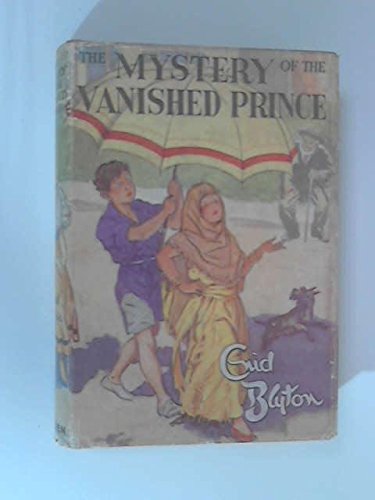 THE MYSTERY OF THE
VANISHED PRINCE
Enid
Blyton